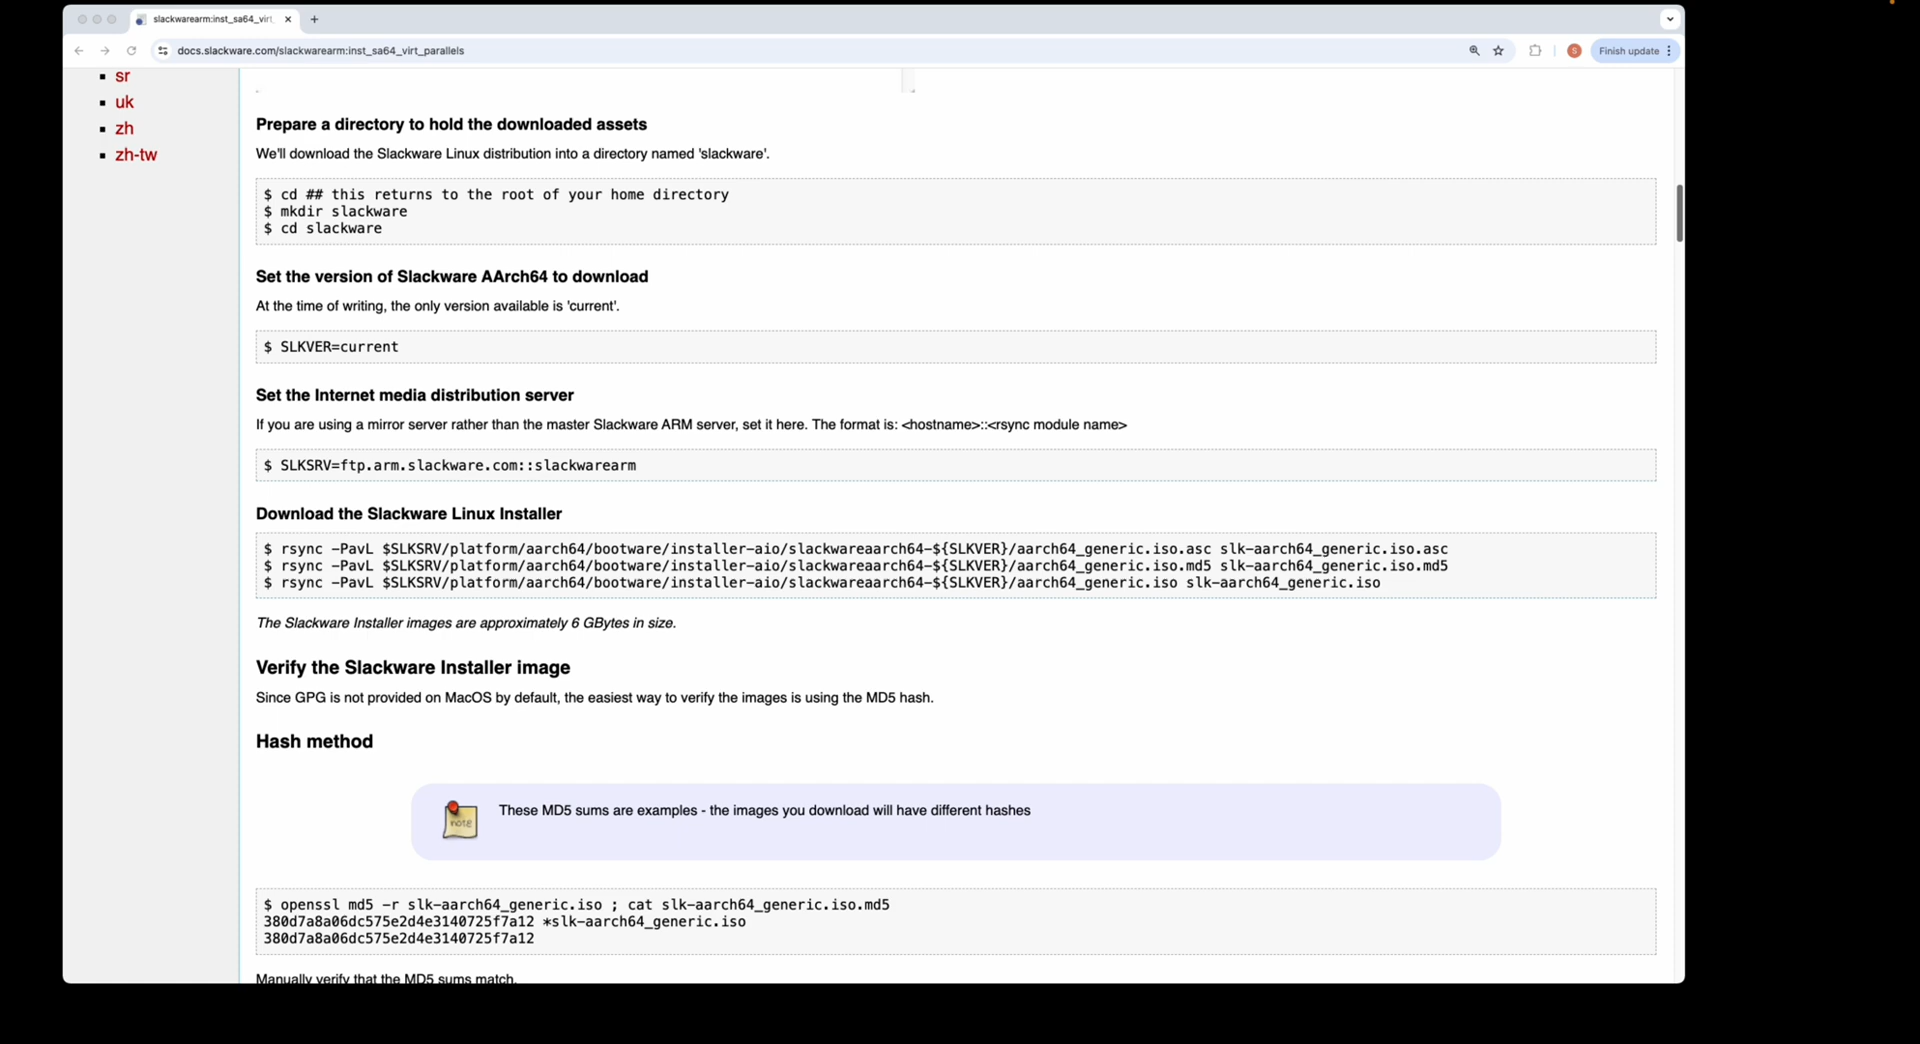 slackwarearm:inst_sa64_virt
docs.slackware.com/slackwarearm:inst_sa64_virt_parallels
S
Finish update
sr
uk
zh
zh-tw
Prepare a directory to hold the downloaded assets
We'll download the Slackware Linux distribution into a directory named 'slackware'.
$ cd ## this returns to the root of your home directory
$ mkdir slackware
$ cd slackware
Set the version of Slackware AArch64 to download
At the time of writing, the only version available is 'current'.
$ SLKVER=current
Set the Internet media distribution server
If you are using a mirror server rather than the master Slackware ARM server, set it here. The format is: <hostname>::<rsync module name>
$ SLKSRV=ftp.arm.slackware.com::slackwarearm
Download the Slackware Linux Installer
$ rsync -PavL $SLKSRV/platform/aarch64/bootware/installer-aio/slackwareaarch64-${SLKVER}/aarch64_generic.iso.asc slk-aarch64_generic.iso.asc
$ rsync -PavL $SLKSRV/platform/aarch64/bootware/installer-aio/slackwareaarch64-${SLKVER}/aarch64_generic.iso.md5 slk-aarch64_generic.iso.md5
$ rsync -PavL $SLKSRV/platform/aarch64/bootware/installer-aio/slackwareaarch64-${SLKVER}/aarch64_generic.iso slk-aarch64_generic.iso
The Slackware Installer images are approximately 6 GBytes in size.
Verify the Slackware Installer image
Since GPG is not provided on MacOS by default, the easiest way to verify the images is using the MD5 hash.
Hash method
note
These MD5 sums are examples - the images you download will have different hashes
$ openssl md5 -r slk-aarch64_generic.iso ; cat slk-aarch64_generic.iso.md5
380d7a8a06dc575e2d4e3140725f7a12 *slk-aarch64_generic.iso
380d7a8a06dc575e2d4e3140725f7a12
Manually verify that the MD5 sums match.